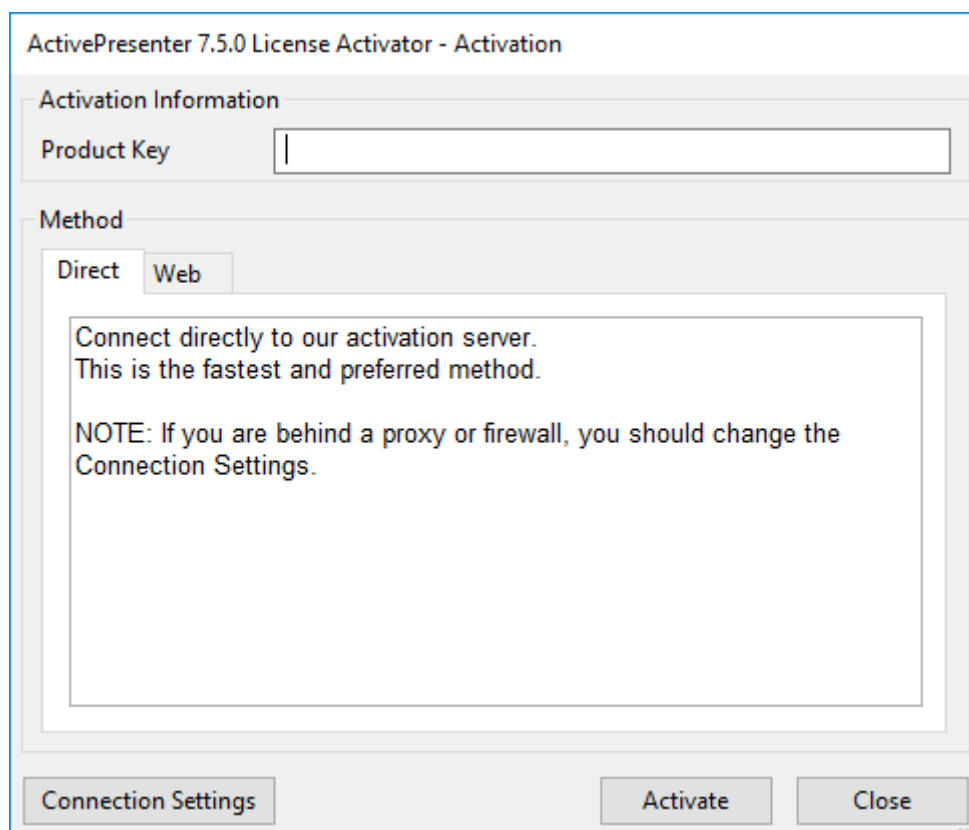 ActivePresenter 7.5.0 License Activator - Activation
Activation Information
Product Key
Method
Direct
Web
Connect directly to our activation server.
This is the fastest and preferred method.
NOTE: If you are behind a proxy or firewall, you should change the
Connection Settings.
Connection Settings
Activate
Close